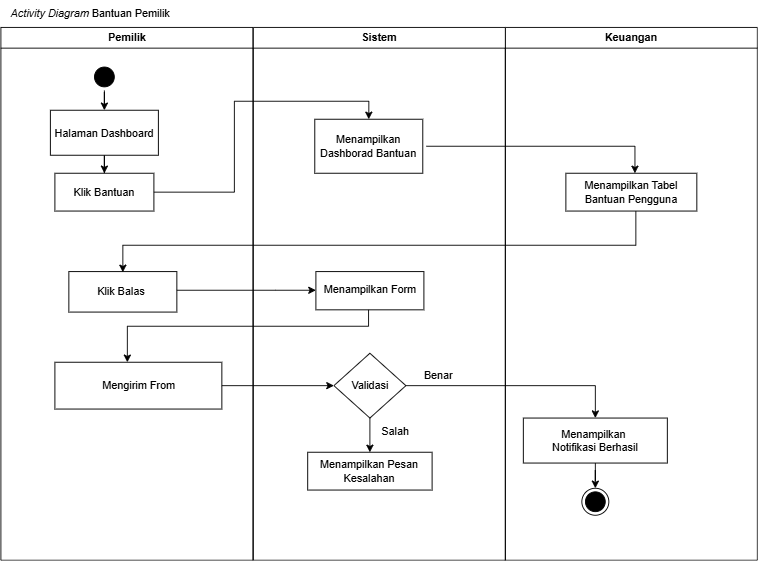 Activity Diagram Bantuan Pemilik
Pemilik
Sistem
Keuangan
Halaman Dashboard
Menampilkan
Dashborad Bantuan
Klik Bantuan
Menampilkan Tabel
Bantuan Pengguna
Klik Balas
Menampilkan Form
Mengirim From
Validasi
Benar
Salah
Menampilkan
Notifikasi Berhasil
Menampilkan Pesan
Kesalahan